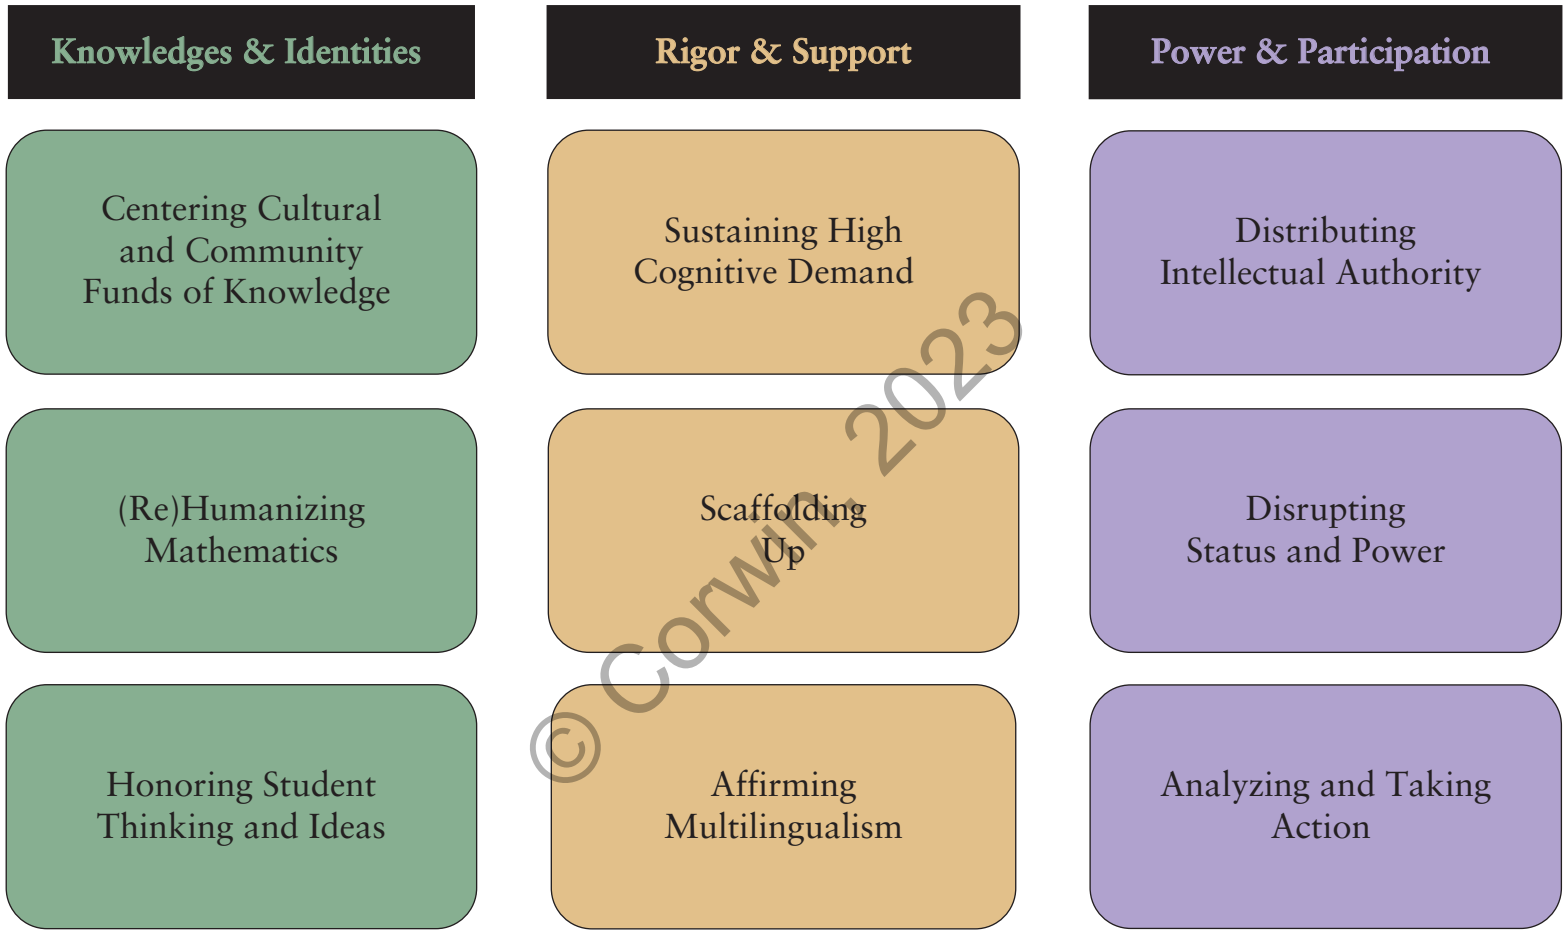 Knowledges & Identities
Rigor & Support
Power & Participation
Centering Cultural
and Community
Funds of Knowledge
Sustaining High
Cognitive Demand
Distributing
Intellectual Authority
(Re)Humanizing
Mathematics
Scaffolding
Up
Disrupting
Status and Power
Honoring Student
Thinking and Ideas
Affirming
Multilingualism
Analyzing and Taking
Action
© Corwin, 2023